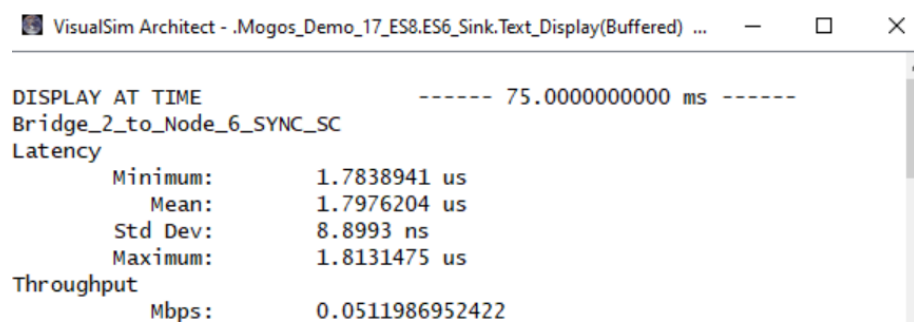 VisualSim Architect - .Mogos_Demo_17_ES8.ES6_Sink.Text_Display(Buffered) ...
DISPLAY AT TIME ------ 75.0000000000 ms ------
Bridge_2_to_Node_6_SYNC_SC
Latency
Minimum: 1.7838941 us
Mean: 1.7976204 us
Std Dev: 8.8993 ns
Maximum: 1.8131475 us
Throughput
Mbps: 0.0511986952422